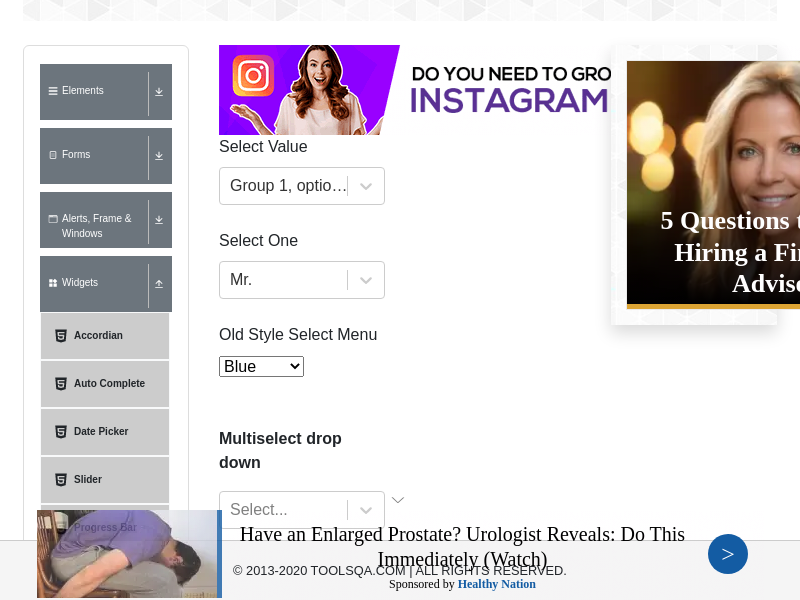 DO YOU NEED TO GRO
INSTAGRAM
Elements
Forms
Alerts, Frame &
Windows
Widgets
Accordian
Auto Complete
Date Picker
Slider
Progress Bar
Select Value
Group 1, optio...
Select One
Mr.
Old Style Select Menu
Blue
Multiselect drop
down
Select...
5 Questions
Hiring a
Have an Enlarged Prostate? Urologist Reveals: Do This
Immediately (Watch)
© 2013-2020 TOOLSQA.COM | ALL RIGHTS RESERVED.
Sponsored by Healthy Nation
>